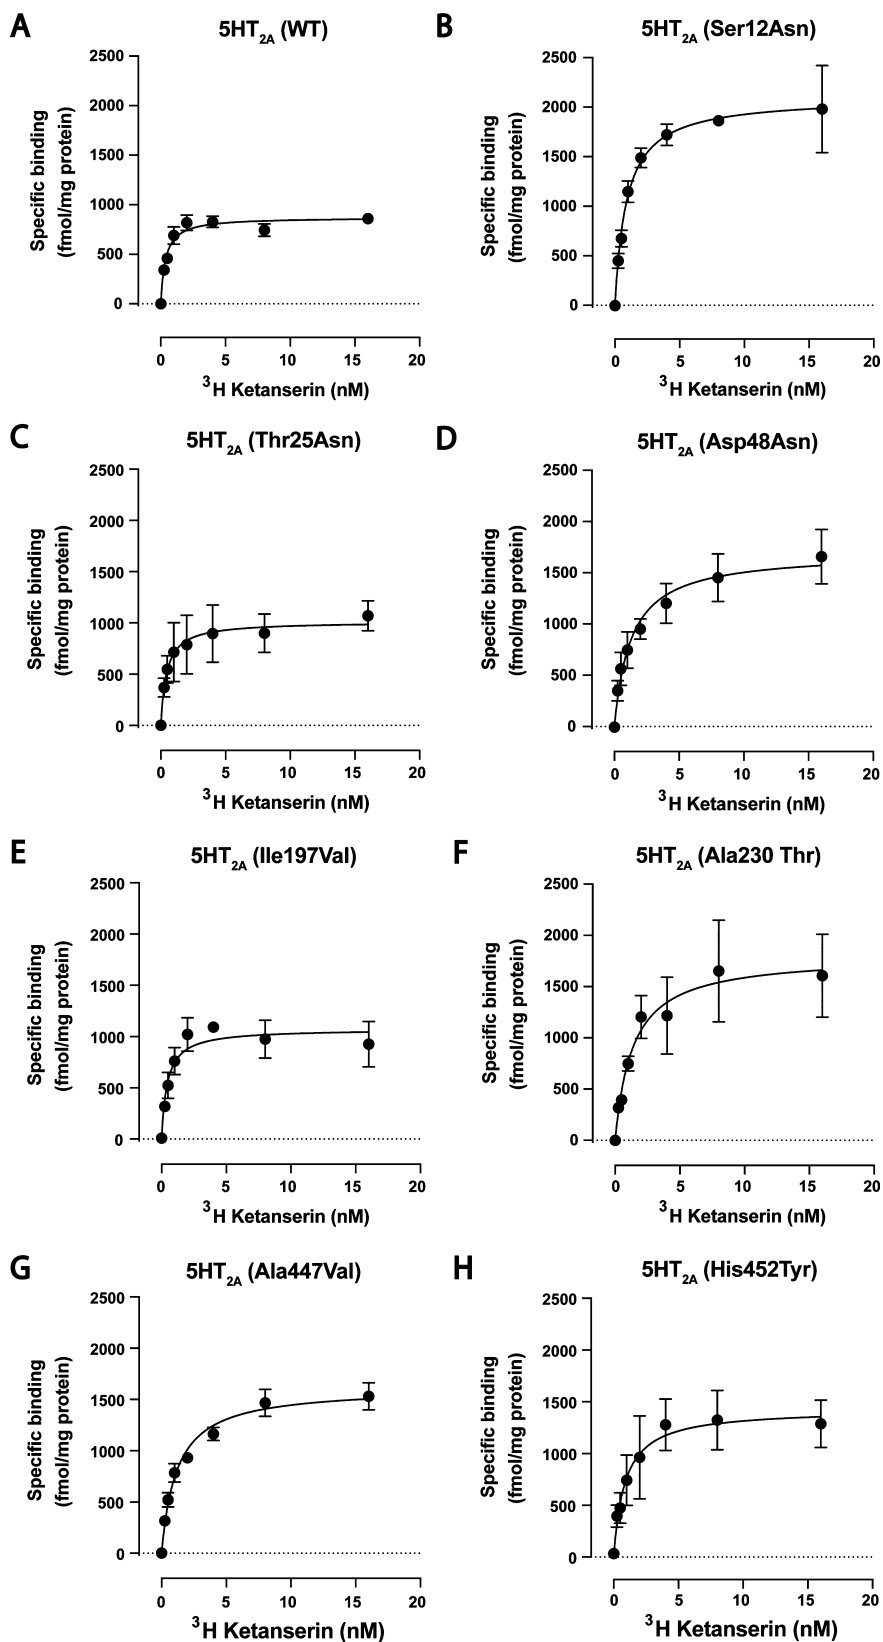 A
5HT2A (WT)
Specific binding
(fmol/mg protein)
2500
2000
1500
1000
500
0
0 5 10 15 20
3H Ketanserin (nM)
B
5HT2A (Ser12Asn)
Specific binding
(fmol/mg protein)
2500
2000
1500
1000
500
0
0 5 10 15 20
3H Ketanserin (nM)
C
5HT2A (Thr25Asn)
Specific binding
(fmol/mg protein)
2500
2000
1500
1000
500
0
0 5 10 15 20
3H Ketanserin (nM)
D
5HT2A (Asp48Asn)
Specific binding
(fmol/mg protein)
2500
2000
1500
1000
500
0
0 5 10 15 20
3H Ketanserin (nM)
E
5HT2A (Ile197Val)
Specific binding
(fmol/mg protein)
2500
2000
1500
1000
500
0
0 5 10 15 20
3H Ketanserin (nM)
F
5HT2A (Ala230 Thr)
Specific binding
(fmol/mg protein)
2500
2000
1500
1000
500
0
0 5 10 15 20
3H Ketanserin (nM)
G
5HT2A (Ala447Val)
Specific binding
(fmol/mg protein)
2500
2000
1500
1000
500
0
0 5 10 15 20
3H Ketanserin (nM)
H
5HT2A (His452Tyr)
Specific binding
(fmol/mg protein)
2500
2000
1500
1000
500
0
0 5 10 15 20
3H Ketanserin (nM)